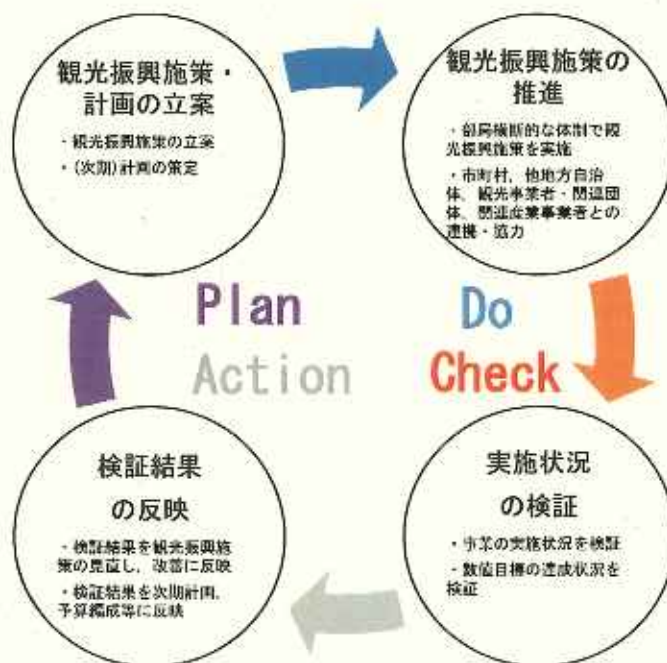 観光振興施策・
計画の立案
・観光振興施策の立案
・(次期)計画の策定
観光振興施策の
推進
・部局横断的な体制で観
光振興施策を実施
・市町村、他地方自治
体、観光事業者・関連団
体、関連産業事業者との
連携・協力
Plan
Do
Action
Check
検証結果
の反映
・検証結果を観光振興施
策の見直し、改善に反映
・検証結果を次期計画、
予算編成等に反映
実施状況
の検証
・事業の実施状況を検証
・数値目標の達成状況を
検証